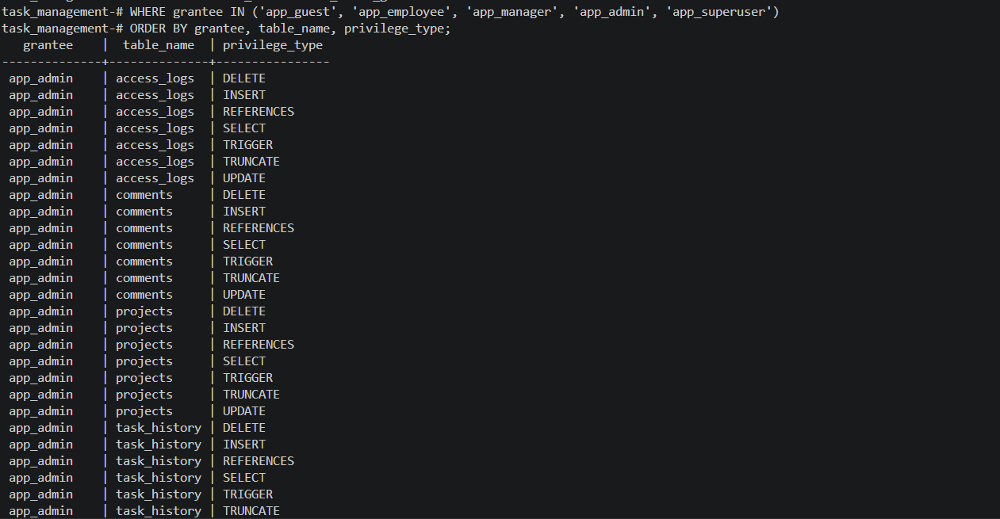 task_management-# WHERE grantee IN ('app_guest', 'app_employee', 'app_manager', 'app_admin', 'app_superuser')
task_management-# ORDER BY grantee, table_name, privilege_type;
   grantee    |  table_name  | privilege_type
--------------+--------------+----------------
 app_admin    | access_logs  | DELETE
 app_admin    | access_logs  | INSERT
 app_admin    | access_logs  | REFERENCES
 app_admin    | access_logs  | SELECT
 app_admin    | access_logs  | TRIGGER
 app_admin    | access_logs  | TRUNCATE
 app_admin    | access_logs  | UPDATE
 app_admin    | comments     | DELETE
 app_admin    | comments     | INSERT
 app_admin    | comments     | REFERENCES
 app_admin    | comments     | SELECT
 app_admin    | comments     | TRIGGER
 app_admin    | comments     | TRUNCATE
 app_admin    | comments     | UPDATE
 app_admin    | projects     | DELETE
 app_admin    | projects     | INSERT
 app_admin    | projects     | REFERENCES
 app_admin    | projects     | SELECT
 app_admin    | projects     | TRIGGER
 app_admin    | projects     | TRUNCATE
 app_admin    | projects     | UPDATE
 app_admin    | task_history | DELETE
 app_admin    | task_history | INSERT
 app_admin    | task_history | REFERENCES
 app_admin    | task_history | SELECT
 app_admin    | task_history | TRIGGER
 app_admin    | task_history | TRUNCATE